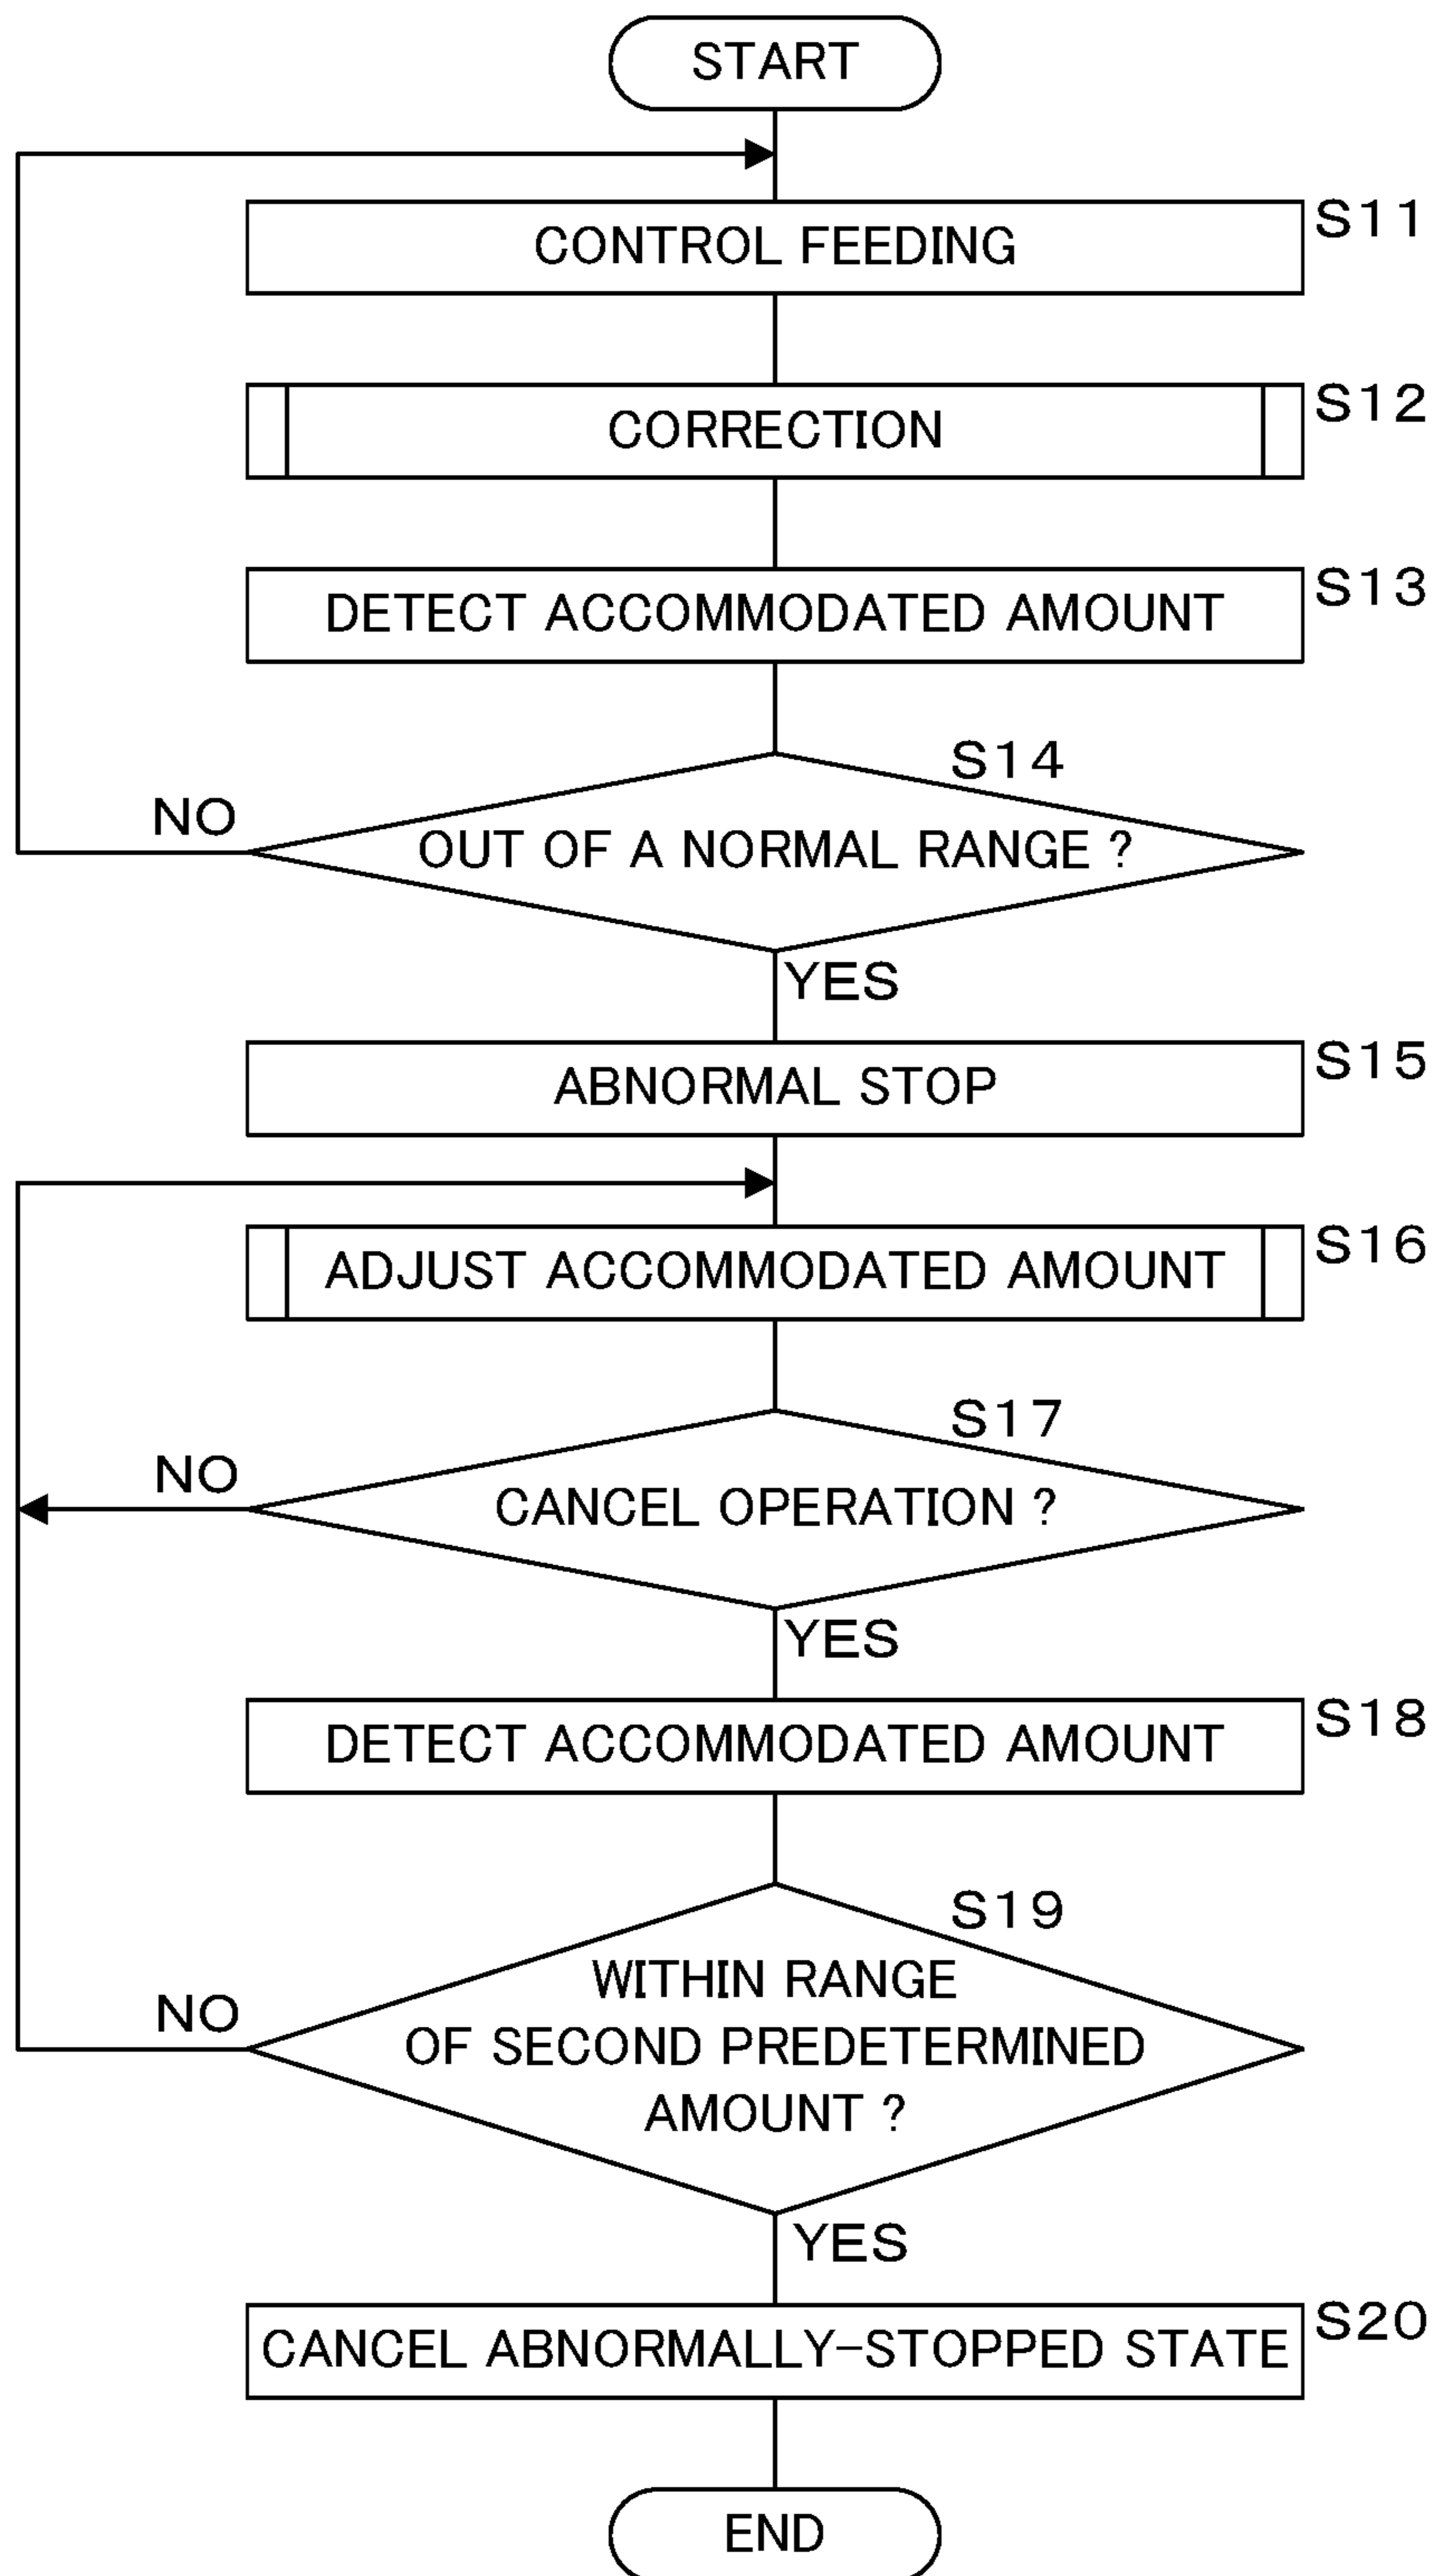 START
CONTROL FEEDING
S11
CORRECTION
S12
DETECT ACCOMMODATED AMOUNT
S13
S14
NO
OUT OF A NORMAL RANGE ?
YES
ABNORMAL STOP
S15
ADJUST ACCOMMODATED AMOUNT
S16
S17
NO
CANCEL OPERATION ?
YES
DETECT ACCOMMODATED AMOUNT
S18
S19
WITHIN RANGE
NO
OF SECOND PREDETERMINED
AMOUNT ?
YES
CANCEL ABNORMALLY-STOPPED STATE
S20
END